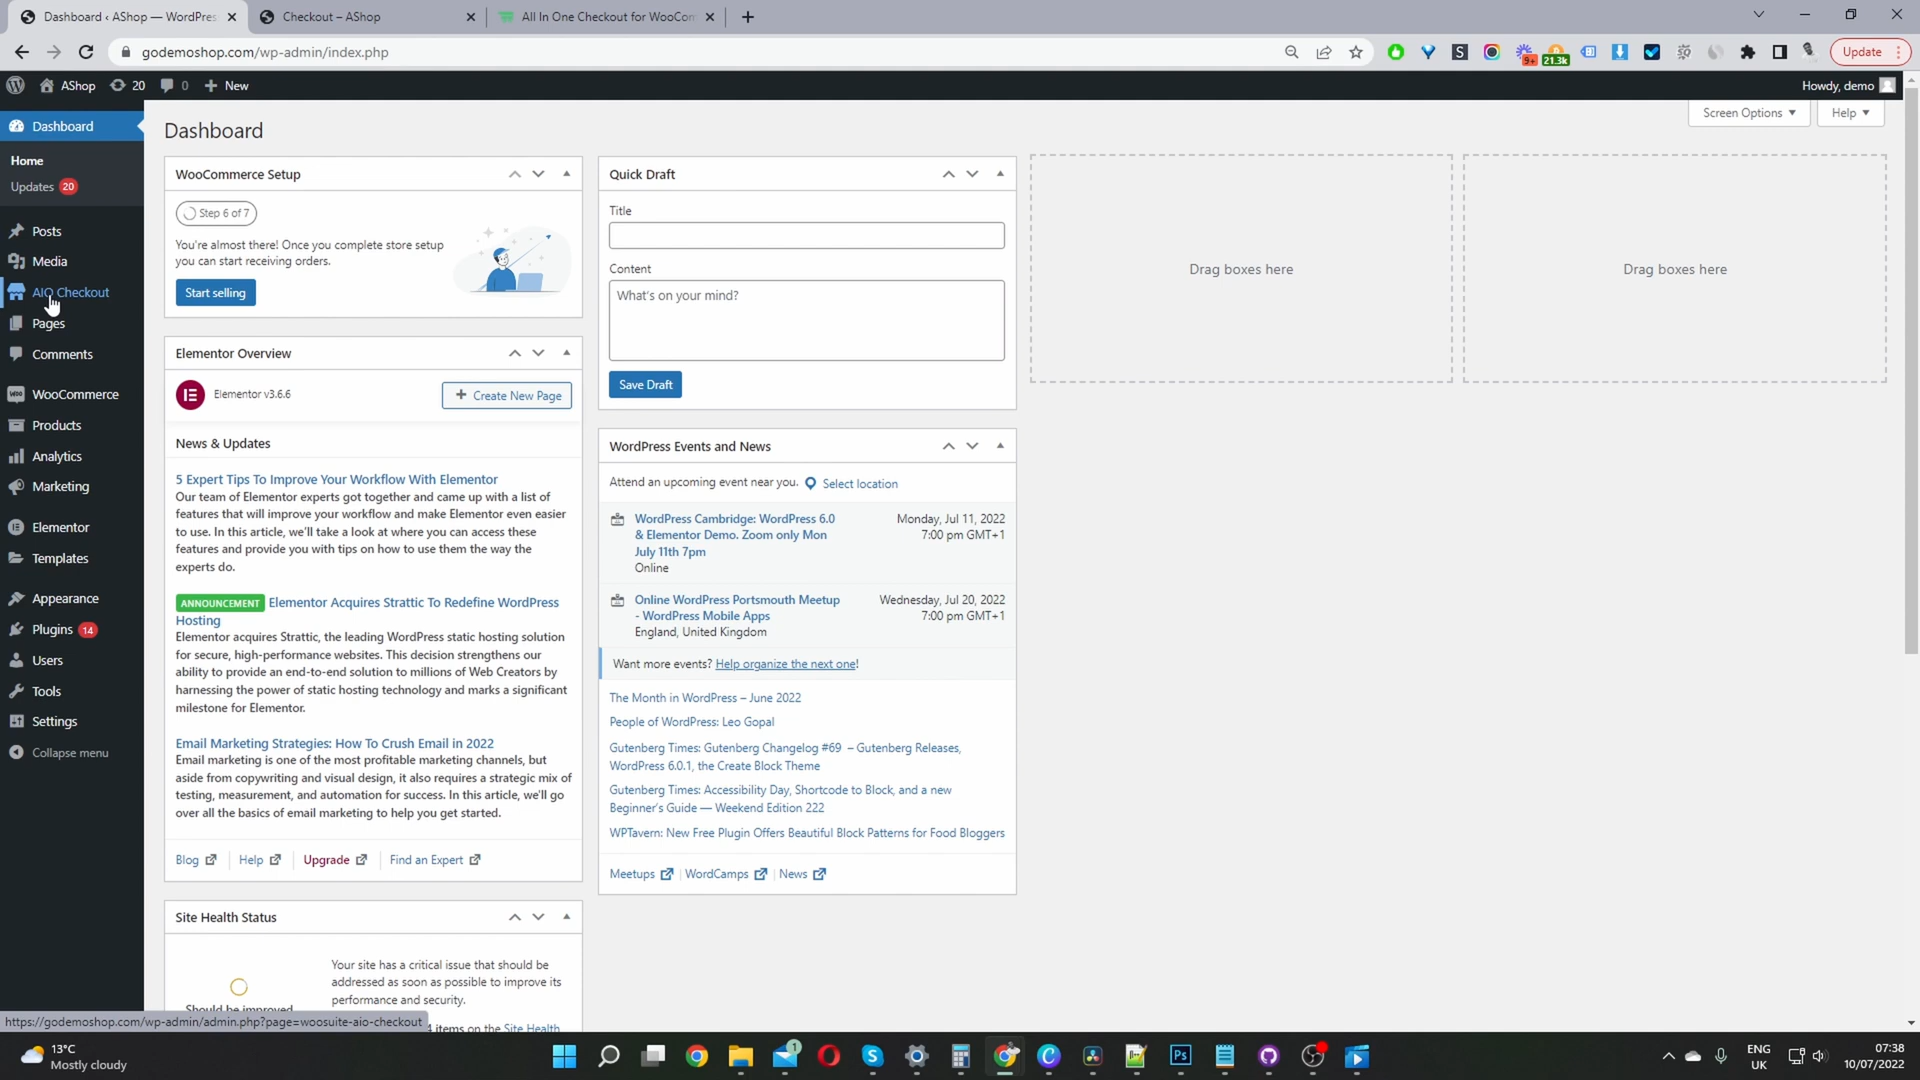 Dashboard ‹ AShop — WordPres
Checkout – AShop
All In One Checkout for WooCom
godemoshop.com/wp-admin/index.php
9+
21.3k
Update
AShop
20
0
New
Howdy, demo
Dashboard
Home
Updates 20
Posts
Media
AIO Checkout
Pages
Comments
WooCommerce
Products
Analytics
Marketing
Elementor
Templates
Appearance
Plugins 14
Users
Tools
Settings
Collapse menu
Screen Options
Help
Dashboard
WooCommerce Setup
Step 6 of 7
You're almost there! Once you complete store setup
you can start receiving orders.
Start selling
Elementor Overview
Elementor v3.6.6
Create New Page
News & Updates
5 Expert Tips To Improve Your Workflow With Elementor
Our team of Elementor experts got together and came up with a list of
features that will improve your workflow and make Elementor even easier
to use. In this article, we'll take a look at where you can access these
features and provide you with tips on how to use them the way the
experts do.
ANNOUNCEMENT Elementor Acquires Strattic To Redefine WordPress
Hosting
Elementor acquires Strattic, the leading WordPress static hosting solution
for secure, high-performance websites. This decision strengthens our
ability to provide an end-to-end solution to millions of Web Creators by
harnessing the power of static hosting technology and marks a significant
milestone for Elementor.
Email Marketing Strategies: How To Crush Email in 2022
Email marketing is one of the most profitable marketing channels, but
aside from copywriting and visual design, it also requires a strategic mix of
testing, measurement, and automation for success. In this article, we'll go
over all the basics of email marketing to help you get started.
Blog
Help
Upgrade
Find an Expert
Site Health Status
Should be improved
Your site has a critical issue that should be
addressed as soon as possible to improve its
performance and security.
4 items on the Site Health
Quick Draft
Title
Content
What's on your mind?
Save Draft
WordPress Events and News
Attend an upcoming event near you. Select location
WordPress Cambridge: WordPress 6.0
& Elementor Demo. Zoom only Mon
July 11th 7pm
Online
Monday, Jul 11, 2022
7:00 pm GMT+1
Online WordPress Portsmouth Meetup
- WordPress Mobile Apps
England, United Kingdom
Wednesday, Jul 20, 2022
7:00 pm GMT+1
Want more events? Help organize the next one!
The Month in WordPress – June 2022
People of WordPress: Leo Gopal
Gutenberg Times: Gutenberg Changelog #69 – Gutenberg Releases,
WordPress 6.0.1, the Create Block Theme
Gutenberg Times: Accessibility Day, Shortcode to Block, and a new
Beginner's Guide — Weekend Edition 222
WPTavern: New Free Plugin Offers Beautiful Block Patterns for Food Bloggers
Meetups
WordCamps
News
Drag boxes here
Drag boxes here
https://godemoshop.com/wp-admin/admin.php?page=woosuite-aio-checkout
13°C
Mostly cloudy
1
Ps
ENG
UK
07:38
10/07/2022